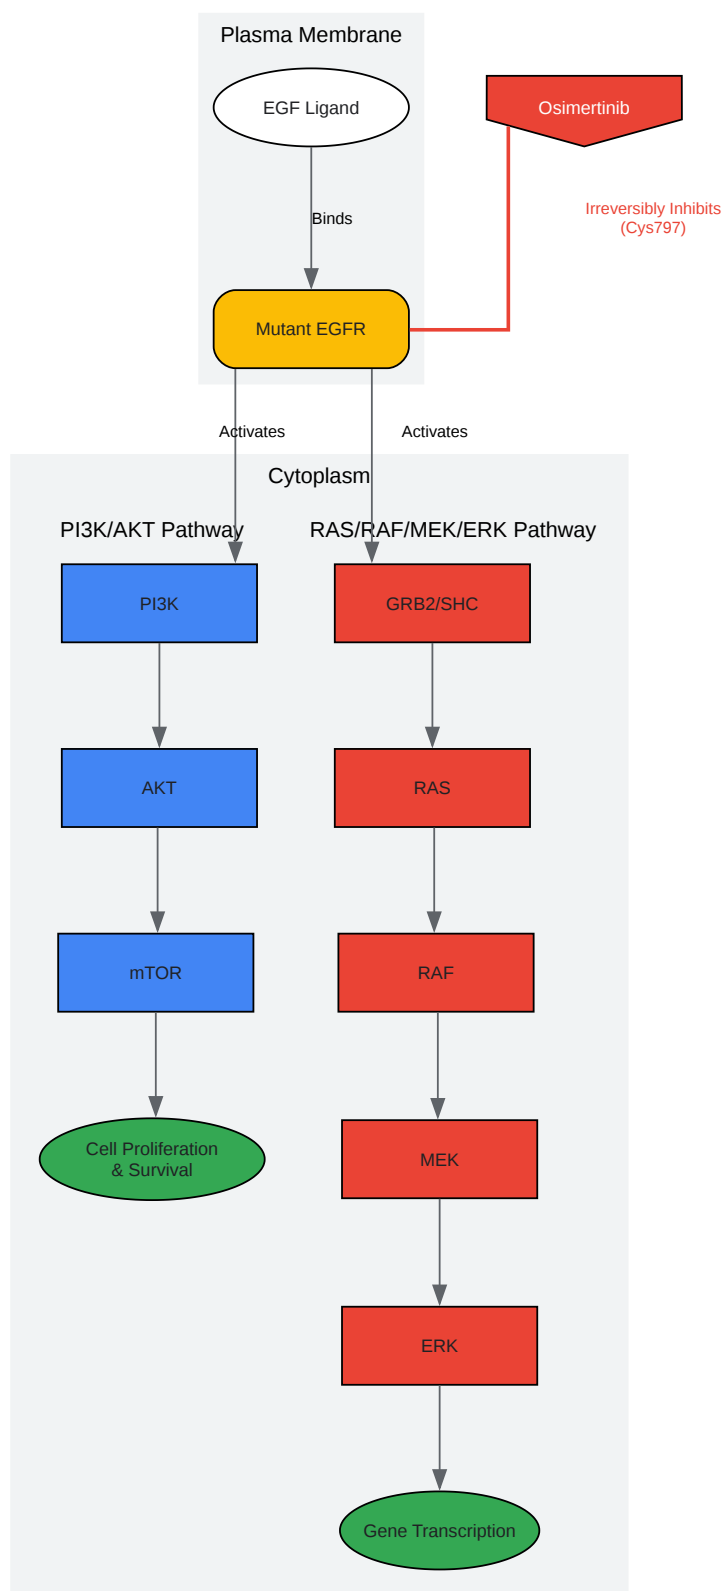 Plasma Membrane
EGF Ligand
Osimertinib
Binds
Irreversibly Inhibits
(Cys797)
Mutant EGFR
Activates
Activates
Cytoplasm
PI3K/AKT Pathway
RAS/RAF/MEK/ERK Pathway
PI3K
GRB2/SHC
AKT
RAS
mTOR
RAF
Cell Proliferation
& Survival
MEK
ERK
Gene Transcription